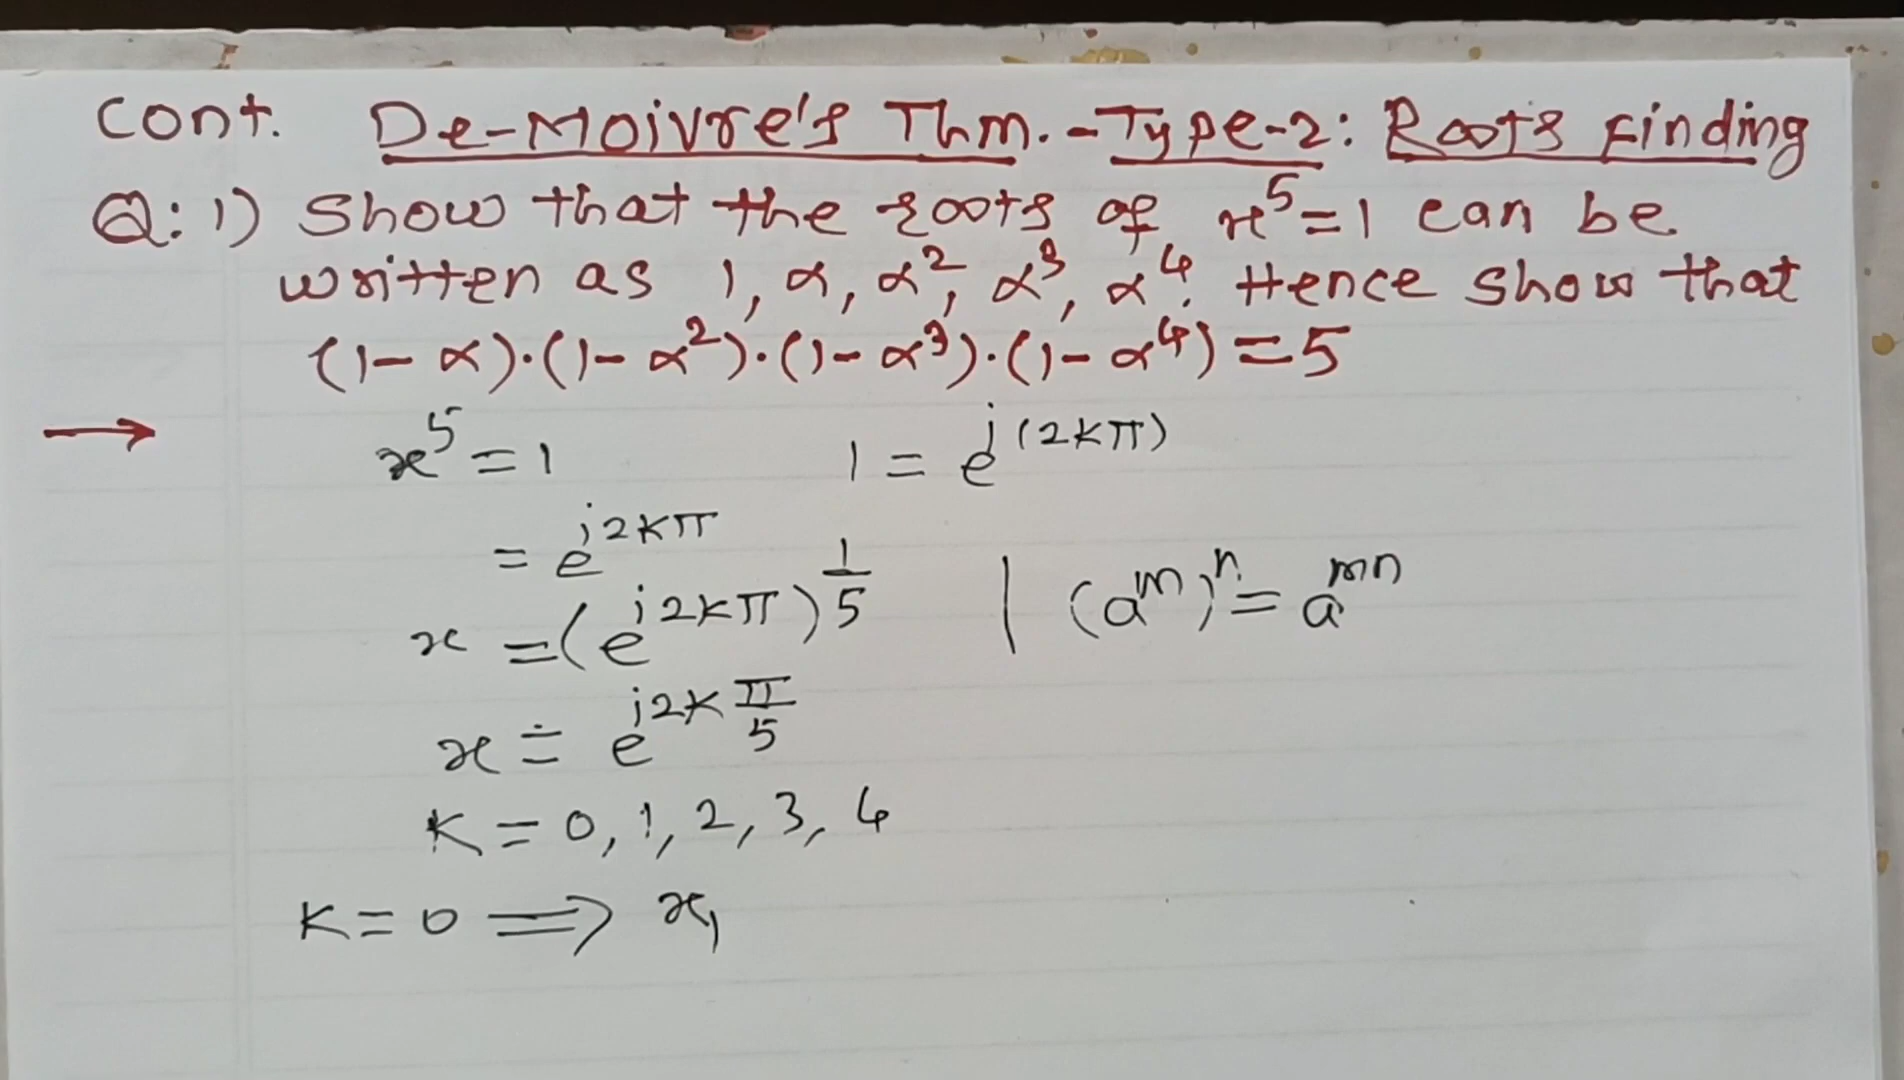 cont. De-Moivre's Thm.-Type-2: Roots Finding
Q: 1) Show that the roots of x⁵=1 can be
written as 1, α, α², α³, α⁴. Hence show that
(1-α)·(1-α²)·(1-α³)·(1-α⁴)=5
→ x⁵=1 1=e^j(2kπ)
=e^j2kπ
x=(e^j2kπ)^1/5 | (a^m)^n=a^mn
x=e^j2kπ/5
K=0,1,2,3,4
K=0 ⟹ x₁